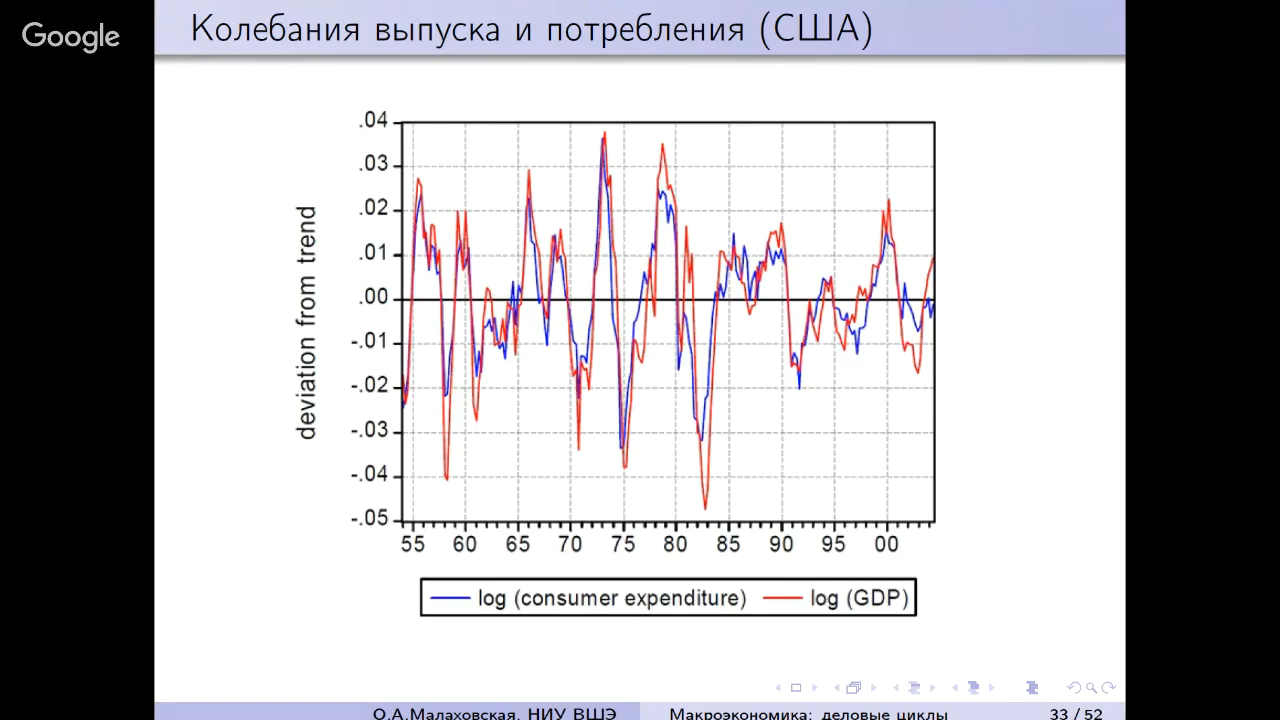 Google
Колебания выпуска и потребления (США)
.04
.03
.02
.01
.00
-.01
-.02
-.03
-.04
-.05
deviation from trend
55 60 65 70 75 80 85 90 95 00
log (consumer expenditure) log (GDP)
О.А.Малаховская, НИУ ВШЭ Макроэкономика: деловые циклы 33 / 52